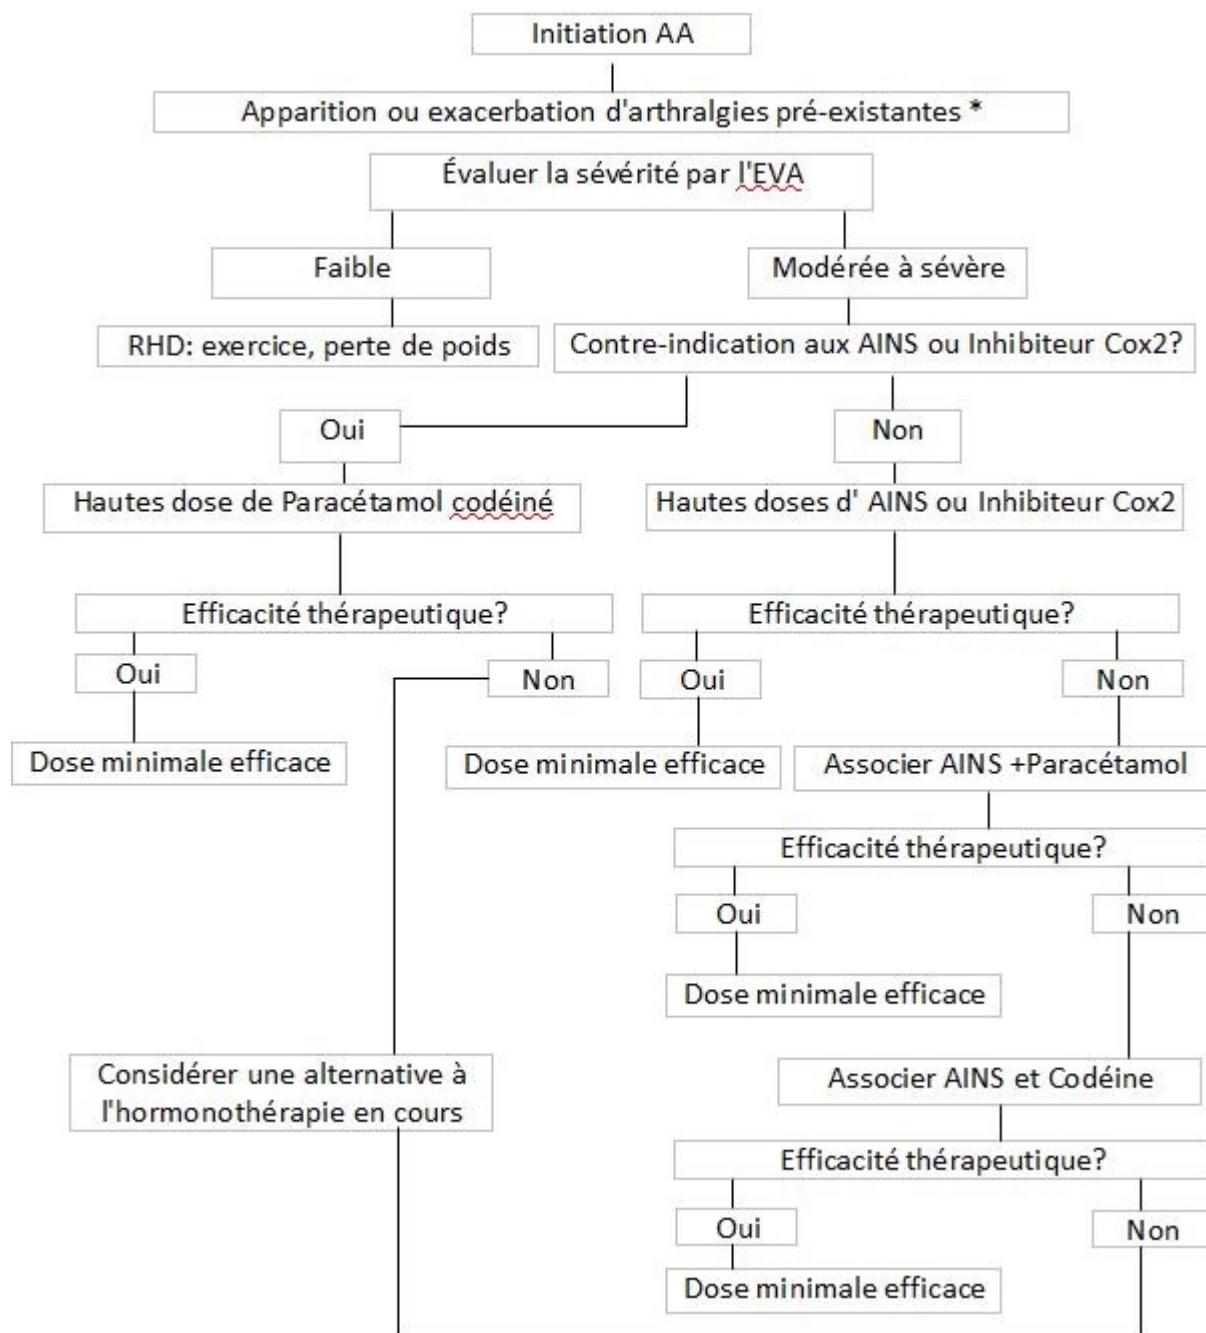 Initiation AA
Apparition ou exacerbation d'arthralgies pré-existantes *
Évaluer la sévérité par l'EVA
Faible
Modérée à sévère
RHD: exercice, perte de poids
Contre-indication aux AINS ou Inhibiteur Cox2?
Oui
Non
Hautes dose de Paracétamol codéiné
Hautes doses d' AINS ou Inhibiteur Cox2
Efficacité thérapeutique?
Efficacité thérapeutique?
Oui
Non
Oui
Non
Dose minimale efficace
Dose minimale efficace
Associer AINS +Paracétamol
Efficacité thérapeutique?
Oui
Non
Dose minimale efficace
Considérer une alternative à
l'hormonothérapie en cours
Associer AINS et Codéine
Efficacité thérapeutique?
Oui
Non
Dose minimale efficace